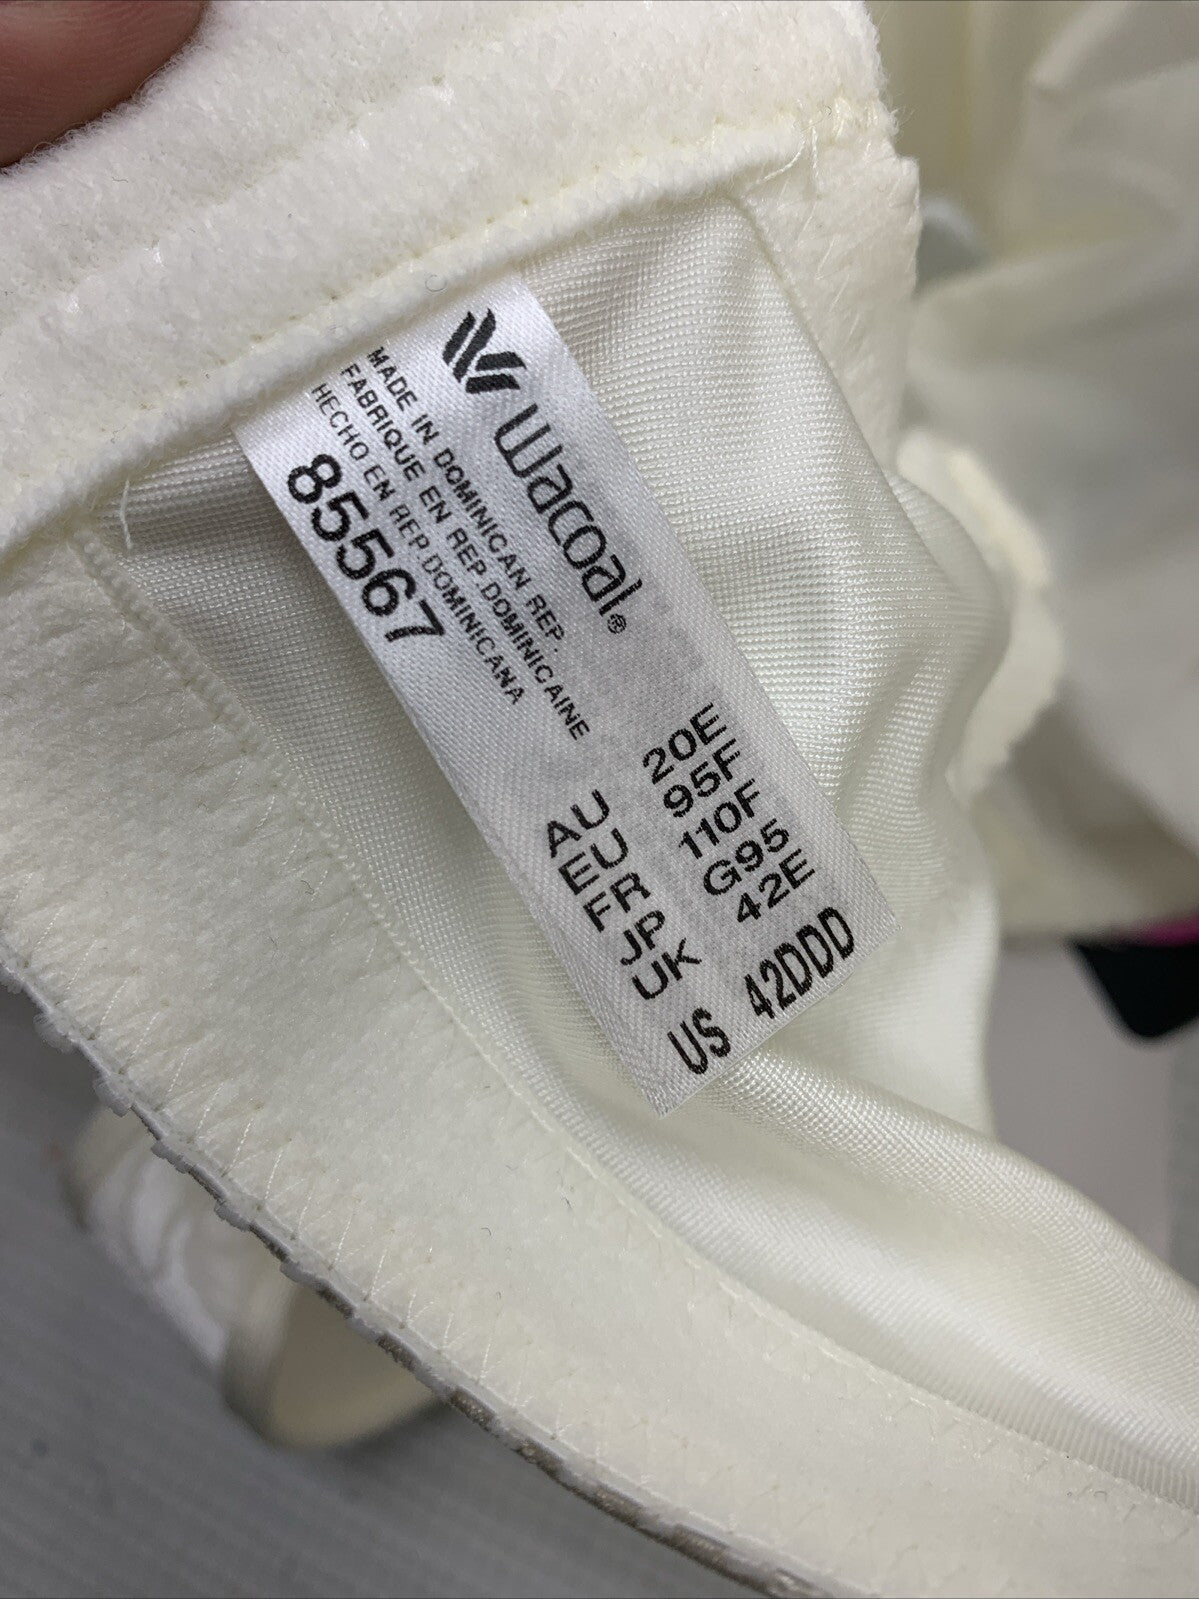 Wacoal®
MADE IN DOMINICAN REP.
FABRIQUE EN REP.DOMINICAINE
HECHO EN REP.DOMINICANA
85567
AU 20E
EU 95F
FR 110F
JP G95
UK 42E
US 42DDD